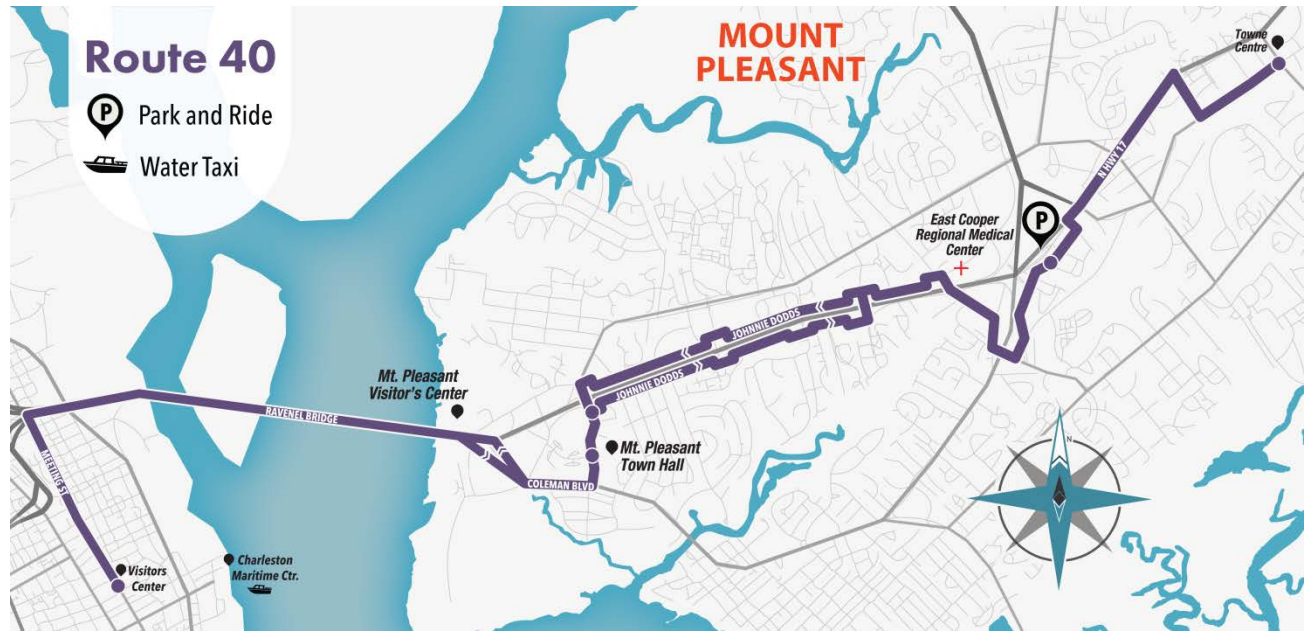 Route 40
P
Park and Ride
Water Taxi
MOUNT
PLEASANT
Towne
Centre
N HWY 17
P
East Cooper
Regional Medical
Center
JOHNNIE DODDS
JOHNNIE DODDS
Mt. Pleasant
Visitor's Center
RAVENEL BRIDGE
Mt. Pleasant
Town Hall
COLEMAN BLVD
MEETING ST
Visitors
Center
Charleston
Maritime Ctr.
N